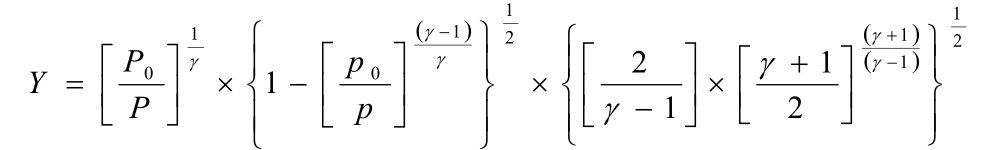 Y = [P₀/P]^(1/γ) × {1 − [p₀/p]^((γ−1)/γ)}^(1/2) × {[2/(γ − 1)] × [(γ + 1)/2]^((γ+1)/(γ−1))}^(1/2)